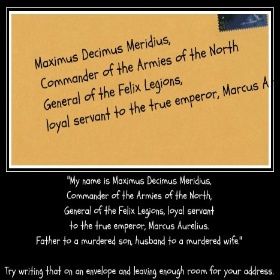 Maximus Decimus Meridius,
Commander of the Armies of the North
General of the Felix Legions,
loyal servant to the true emperor, Marcus A
"My name is Maximus Decimus Meridius,
Commander of the Armies of the North,
General of the Felix Legions, loyal servant
to the true emperor, Marcus Aurelius.
Father to a murdered son, husband to a murdered wife."
Try writing that on an envelope and leaving enough room for your address.